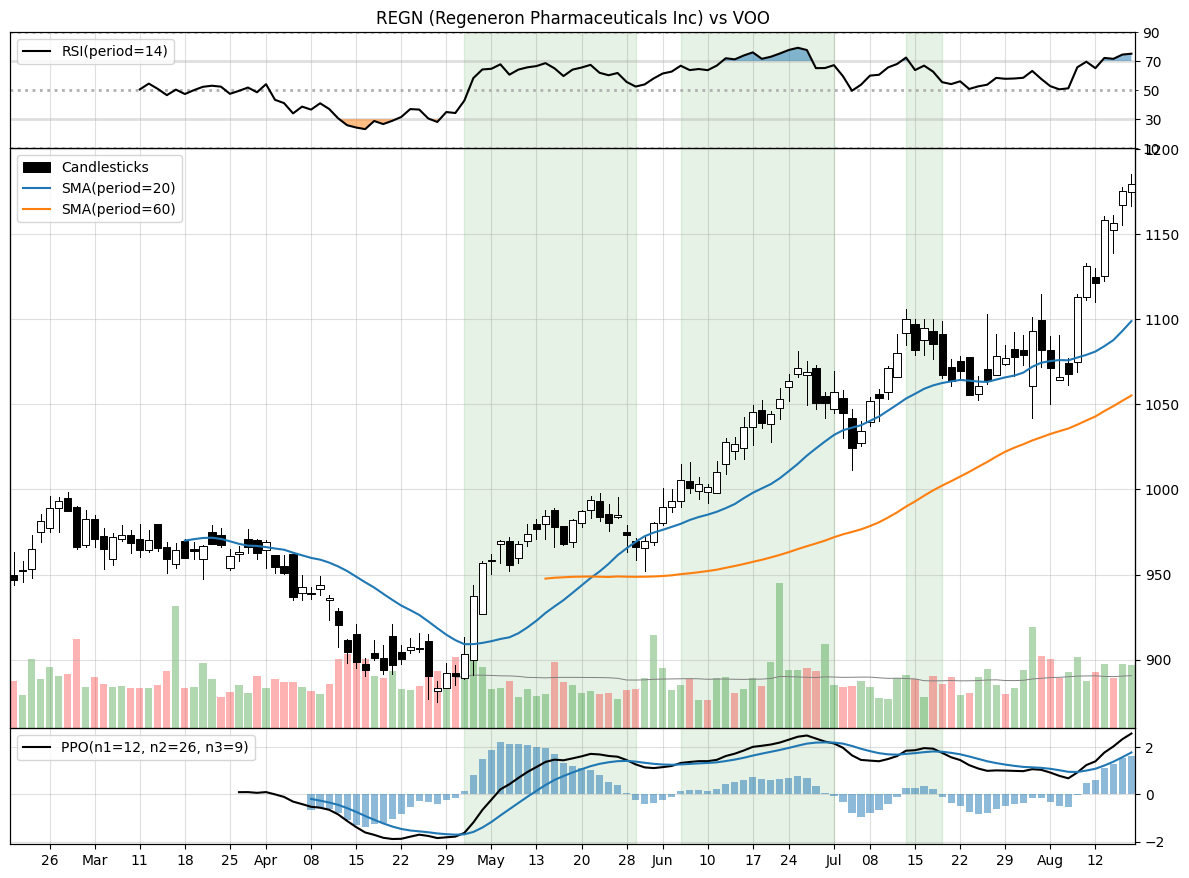 REGN (Regeneron Pharmaceuticals Inc) vs VOO
RSI(period=14)
90
70
50
30
10
Candlesticks
SMA(period=20)
SMA(period=60)
1200
1150
1100
1050
1000
950
900
PPO(n1=12, n2=26, n3=9)
2
0
−2
26 Mar 11 18 25 Apr 08 15 22 29 May 13 20 28 Jun 10 17 24 Jul 08 15 22 29 Aug 12